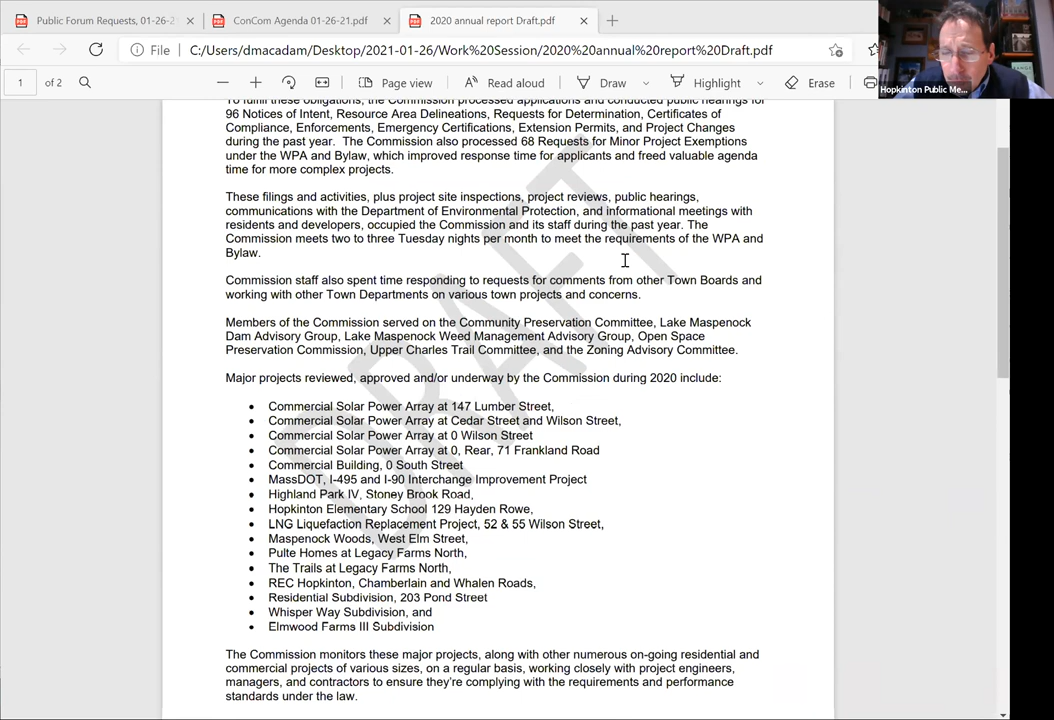 Public Forum Requests, 01-26-2
ConCom Agenda 01-26-21.pdf
2020 annual report Draft.pdf
File
C:/Users/dmacadam/Desktop/2021-01-26/Work%20Session/2020%20annual%20report%20Draft.pdf
1 of 2
Page view
Read aloud
Draw
Highlight
Erase
Hopkinton Public Me...
To fulfill these obligations, the Commission processed applications and conducted public hearings for
96 Notices of Intent, Resource Area Delineations, Requests for Determination, Certificates of
Compliance, Enforcements, Emergency Certifications, Extension Permits, and Project Changes
during the past year. The Commission also processed 68 Requests for Minor Project Exemptions
under the WPA and Bylaw, which improved response time for applicants and freed valuable agenda
time for more complex projects.
These filings and activities, plus project site inspections, project reviews, public hearings,
communications with the Department of Environmental Protection, and informational meetings with
residents and developers, occupied the Commission and its staff during the past year. The
Commission meets two to three Tuesday nights per month to meet the requirements of the WPA and
Bylaw.
Commission staff also spent time responding to requests for comments from other Town Boards and
working with other Town Departments on various town projects and concerns.
Members of the Commission served on the Community Preservation Committee, Lake Maspenock
Dam Advisory Group, Lake Maspenock Weed Management Advisory Group, Open Space
Preservation Commission, Upper Charles Trail Committee, and the Zoning Advisory Committee.
Major projects reviewed, approved and/or underway by the Commission during 2020 include:
• Commercial Solar Power Array at 147 Lumber Street,
• Commercial Solar Power Array at Cedar Street and Wilson Street,
• Commercial Solar Power Array at 0 Wilson Street
• Commercial Solar Power Array at 0, Rear, 71 Frankland Road
• Commercial Building, 0 South Street
• MassDOT, I-495 and I-90 Interchange Improvement Project
• Highland Park IV, Stoney Brook Road,
• Hopkinton Elementary School 129 Hayden Rowe,
• LNG Liquefaction Replacement Project, 52 & 55 Wilson Street,
• Maspenock Woods, West Elm Street,
• Pulte Homes at Legacy Farms North,
• The Trails at Legacy Farms North,
• REC Hopkinton, Chamberlain and Whalen Roads,
• Residential Subdivision, 203 Pond Street
• Whisper Way Subdivision, and
• Elmwood Farms III Subdivision
The Commission monitors these major projects, along with other numerous on-going residential and
commercial projects of various sizes, on a regular basis, working closely with project engineers,
managers, and contractors to ensure they're complying with the requirements and performance
standards under the law.
DRAFT